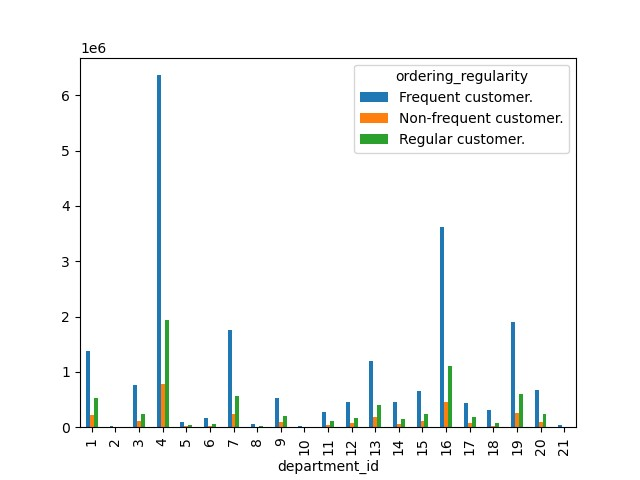 1e6
ordering_regularity
Frequent customer.
Non-frequent customer.
Regular customer.
6
5
4
3
2
1
0
1 2 3 4 5 6 7 8 9 10 11 12 13 14 15 16 17 18 19 20 21
department_id